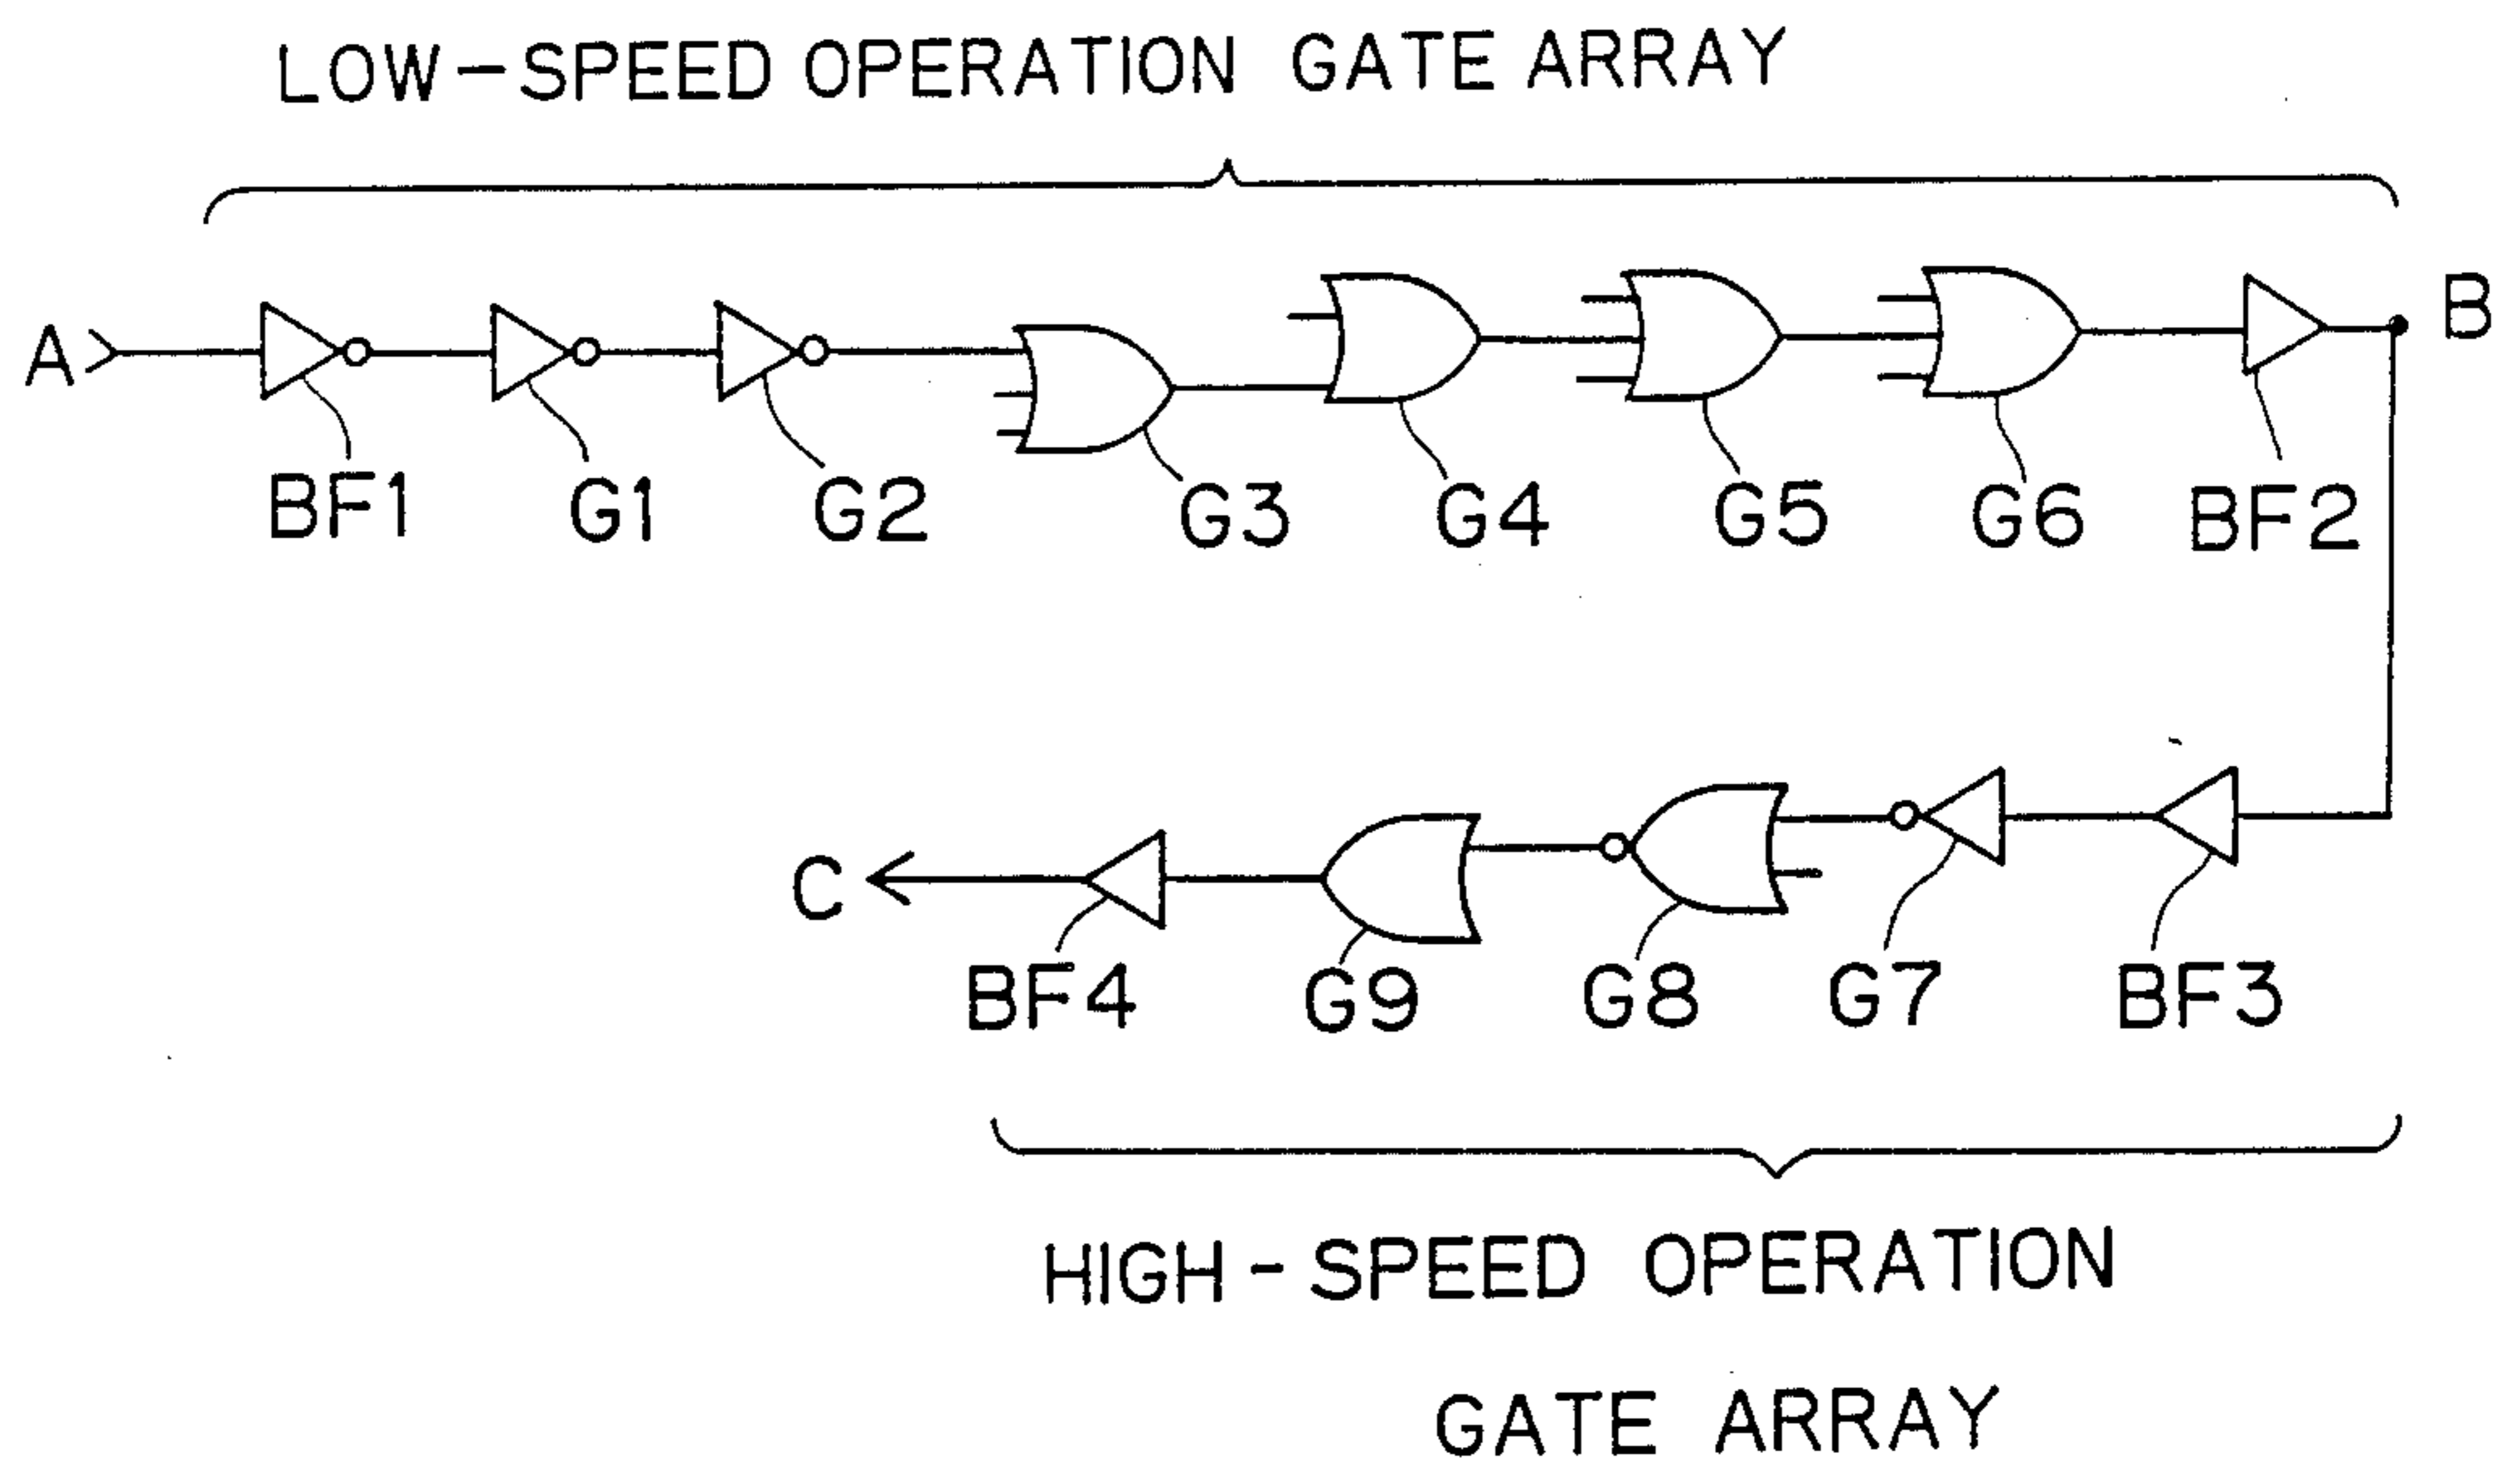 LOW-SPEED OPERATION GATE ARRAY
A
B
BF1 G1 G2 G3 G4 G5 G6 BF2
C
BF4 G9 G8 G7 BF3
HIGH-SPEED OPERATION
GATE ARRAY